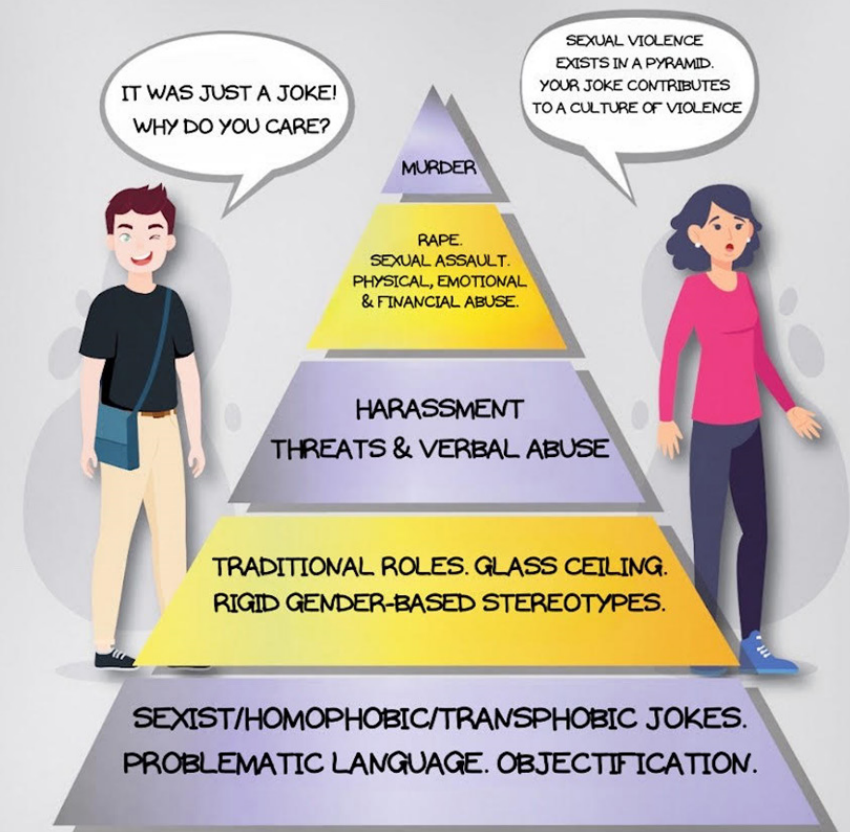 IT WAS JUST A JOKE!
WHY DO YOU CARE?
SEXUAL VIOLENCE
EXISTS IN A PYRAMID.
YOUR JOKE CONTRIBUTES
TO A CULTURE OF VIOLENCE
MURDER
RAPE.
SEXUAL ASSAULT.
PHYSICAL, EMOTIONAL
& FINANCIAL ABUSE.
HARASSMENT
THREATS & VERBAL ABUSE
TRADITIONAL ROLES. GLASS CEILING.
RIGID GENDER-BASED STEREOTYPES.
SEXIST/HOMOPHOBIC/TRANSPHOBIC JOKES.
PROBLEMATIC LANGUAGE. OBJECTIFICATION.